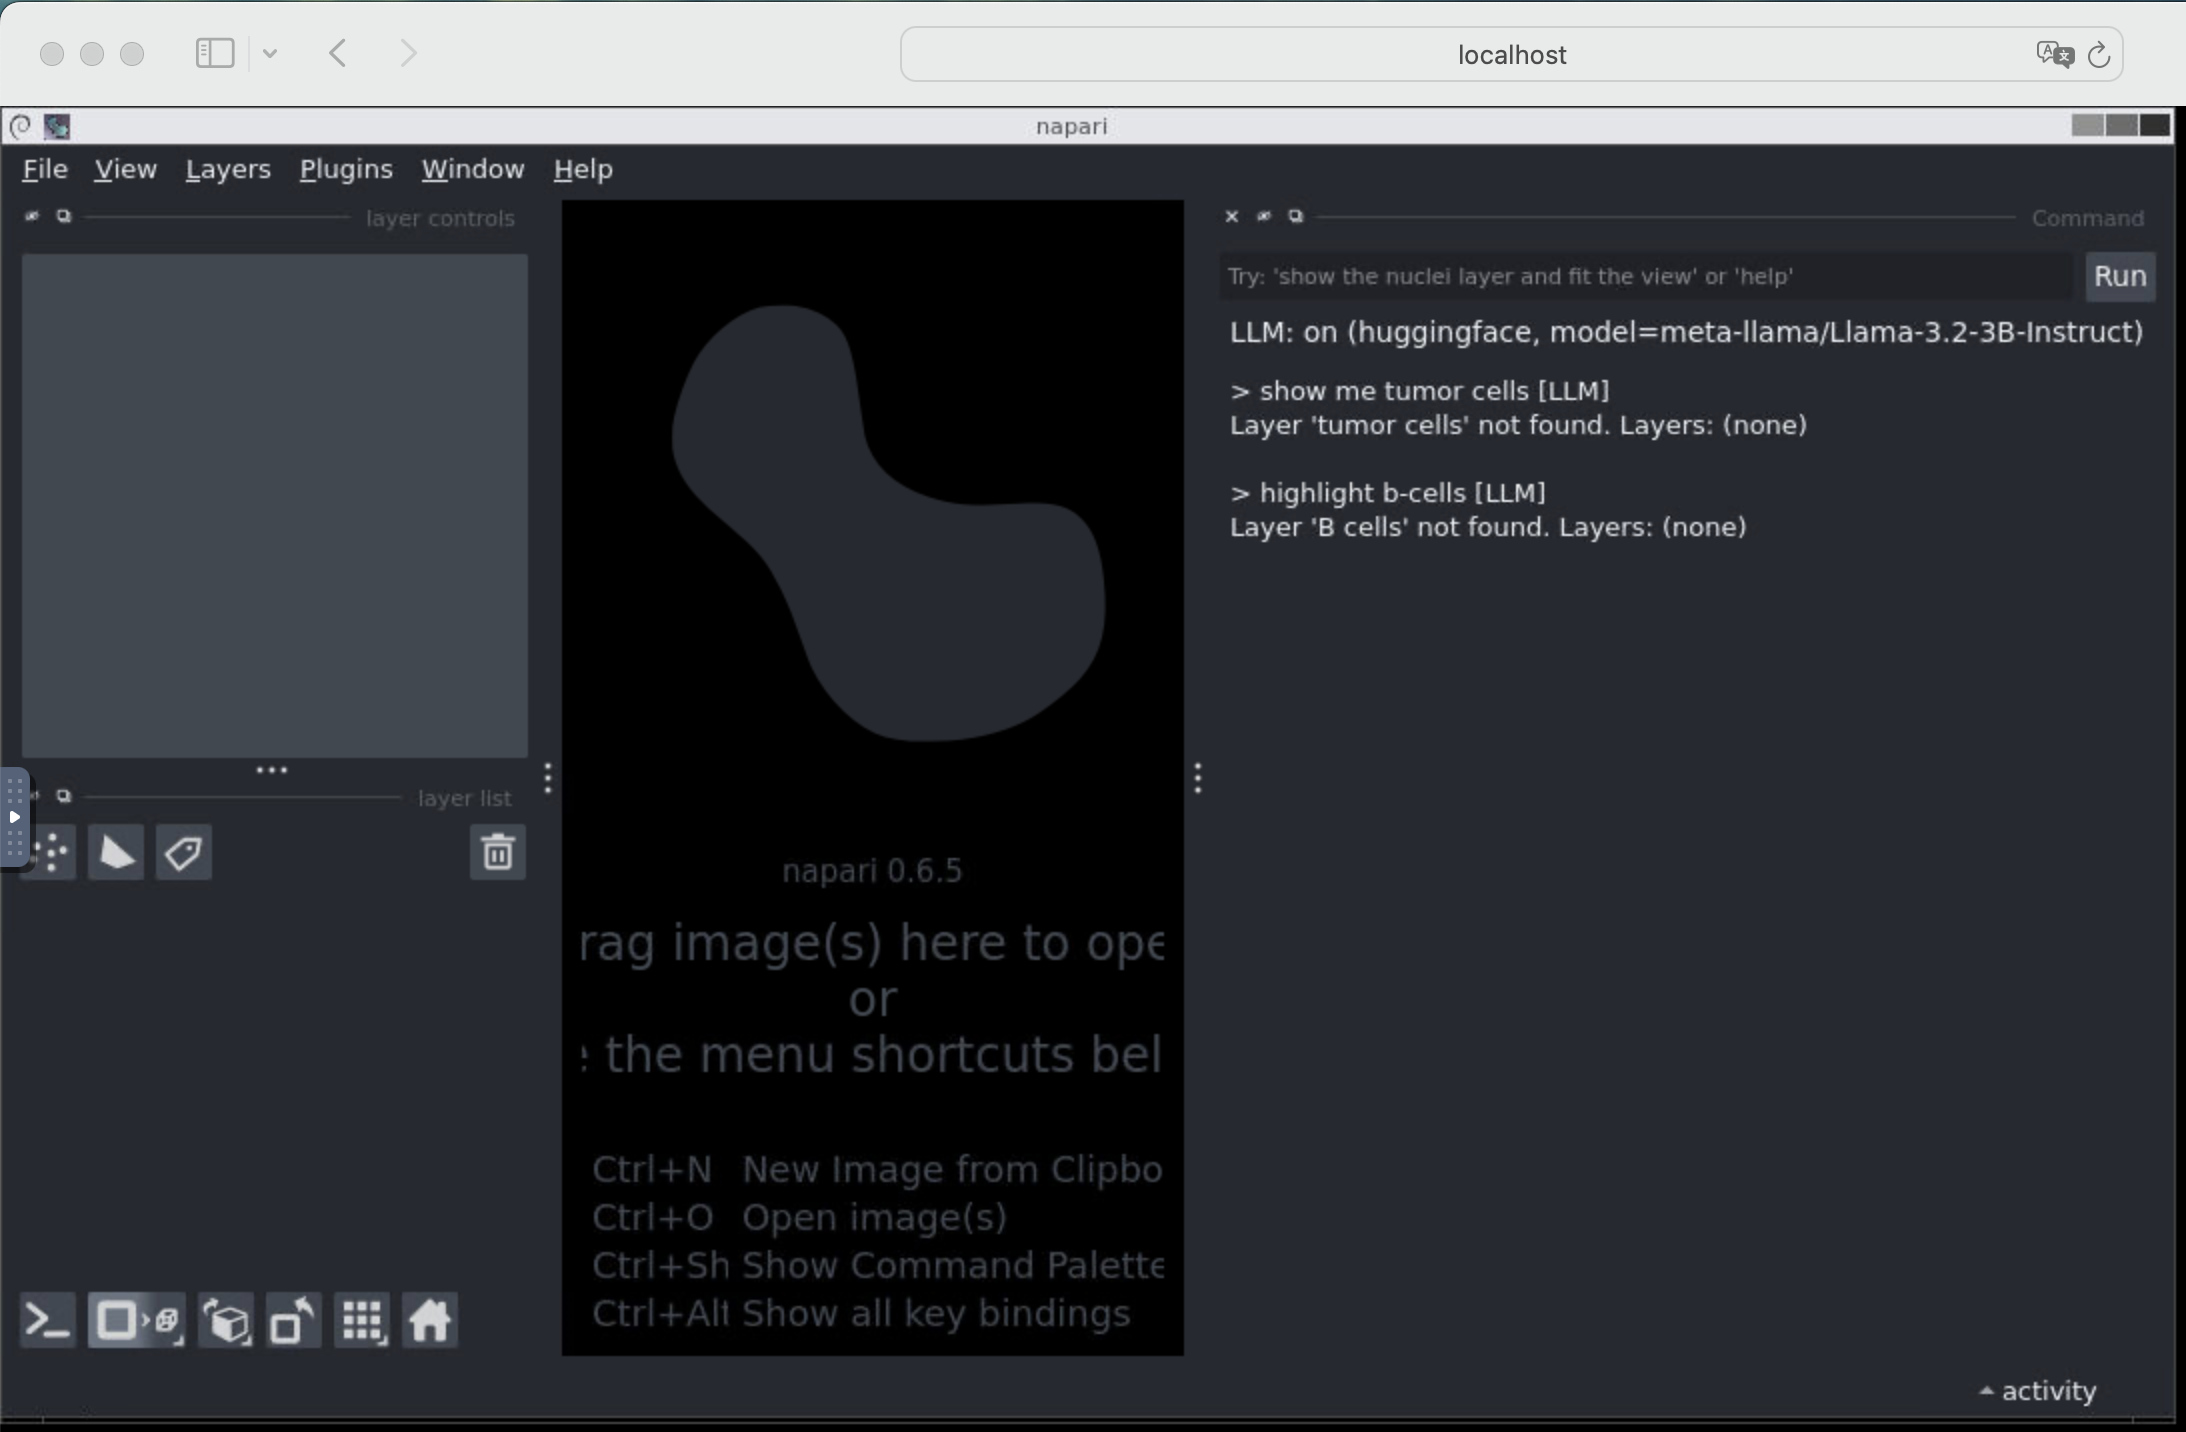 localhost
napari
File View Layers Plugins Window Help
layer controls
layer list
napari 0.6.5
rag image(s) here to ope
or
the menu shortcuts bel
Ctrl+N New Image from Clipbo
Ctrl+O Open image(s)
Ctrl+Sh Show Command Palette
Ctrl+Alt Show all key bindings
Command
Try: 'show the nuclei layer and fit the view' or 'help'
Run
LLM: on (huggingface, model=meta-llama/Llama-3.2-3B-Instruct)
> show me tumor cells [LLM]
Layer 'tumor cells' not found. Layers: (none)
> highlight b-cells [LLM]
Layer 'B cells' not found. Layers: (none)
activity